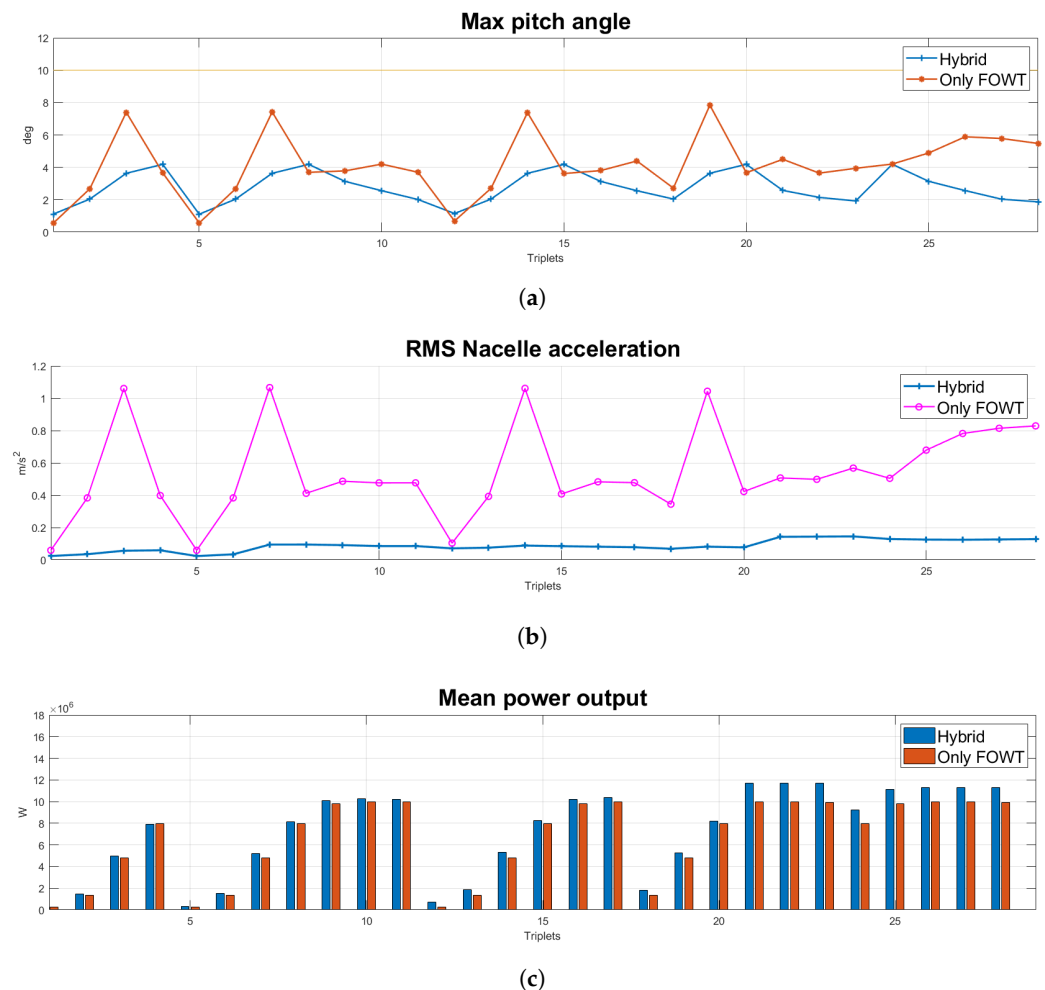 Max pitch angle
12
10
8
6
4
2
0
deg
Hybrid
Only FOWT
5
10
15
20
25
Triplets
(a)
RMS Nacelle acceleration
1.2
1
0.8
0.6
0.4
0.2
0
m/s²
Hybrid
Only FOWT
5
10
15
20
25
Triplets
(b)
Mean power output
×10⁶
18
16
14
12
10
8
6
4
2
0
W
Hybrid
Only FOWT
5
10
15
20
25
Triplets
(c)